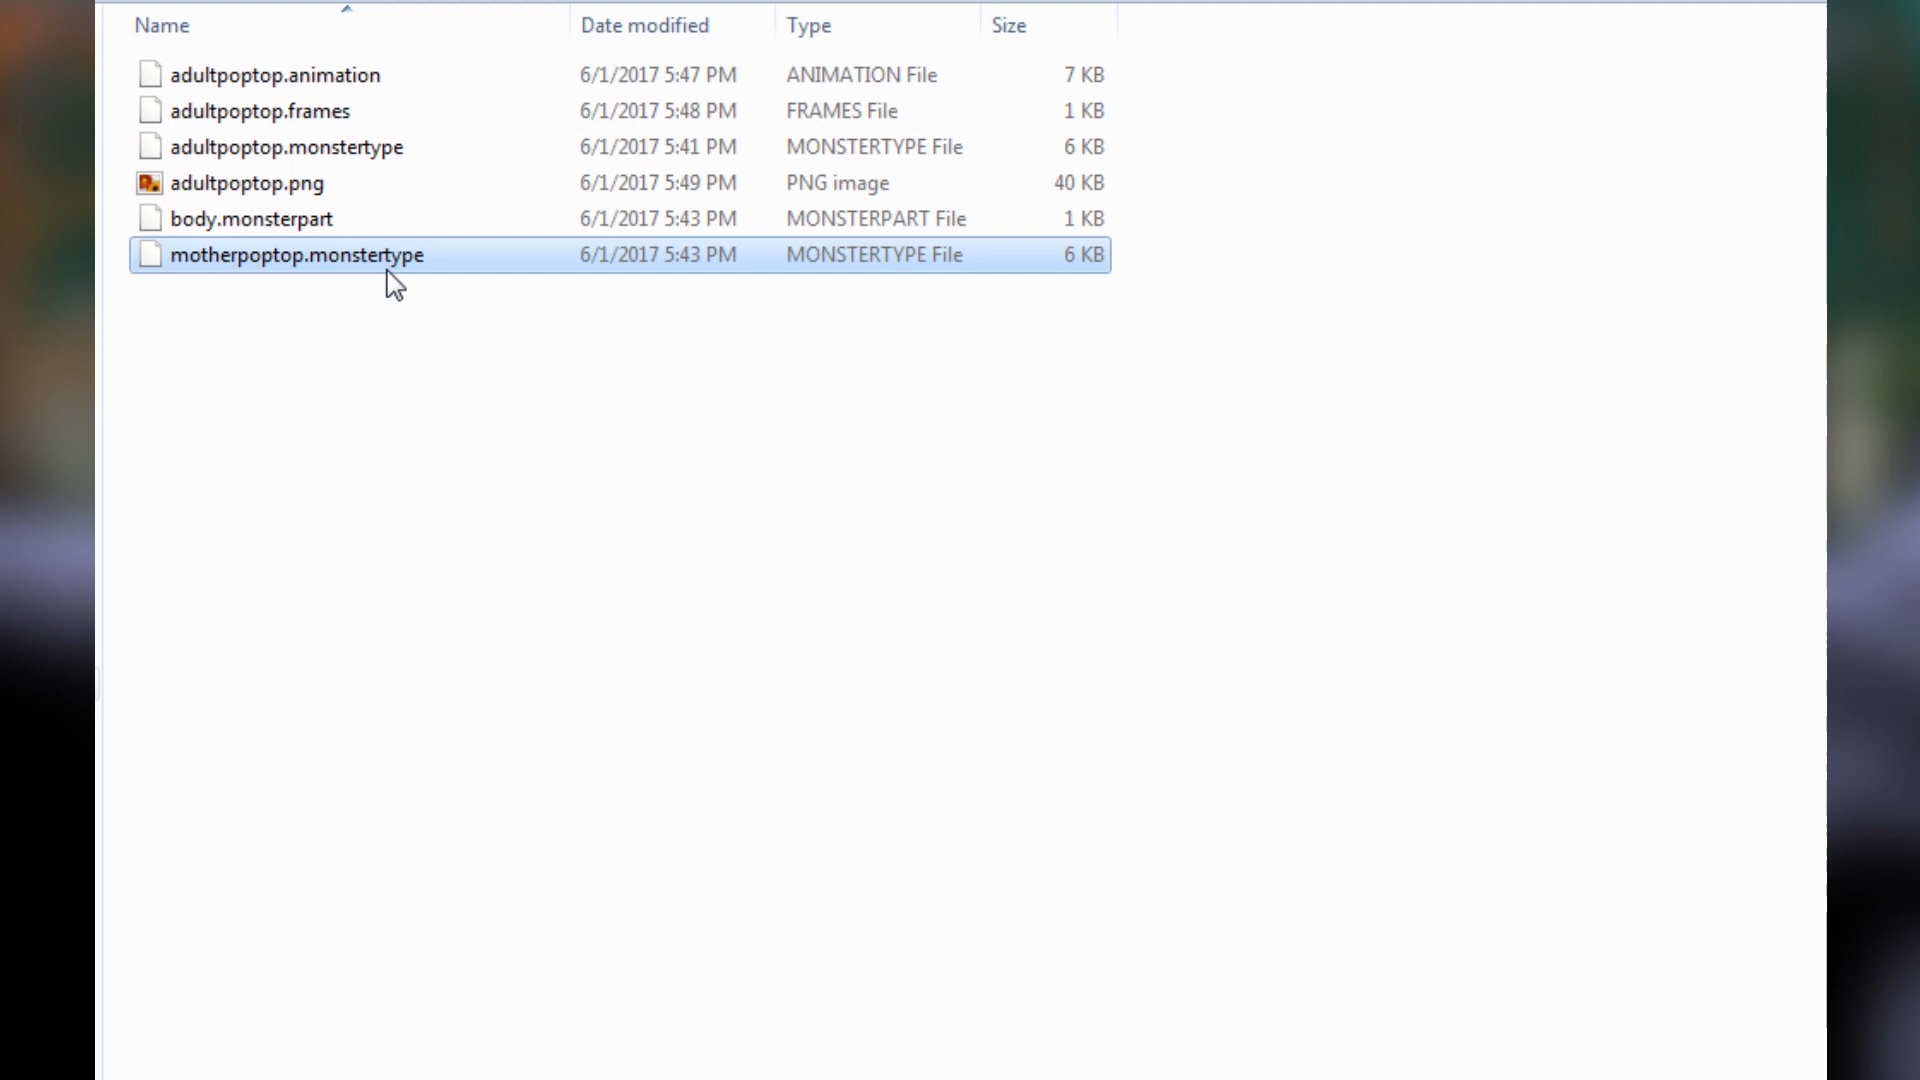 Name Date modified Type Size
adultpoptop.animation 6/1/2017 5:47 PM ANIMATION File 7 KB
adultpoptop.frames 6/1/2017 5:48 PM FRAMES File 1 KB
adultpoptop.monstertype 6/1/2017 5:41 PM MONSTERTYPE File 6 KB
adultpoptop.png 6/1/2017 5:49 PM PNG image 40 KB
body.monsterpart 6/1/2017 5:43 PM MONSTERPART File 1 KB
motherpoptop.monstertype 6/1/2017 5:43 PM MONSTERTYPE File 6 KB